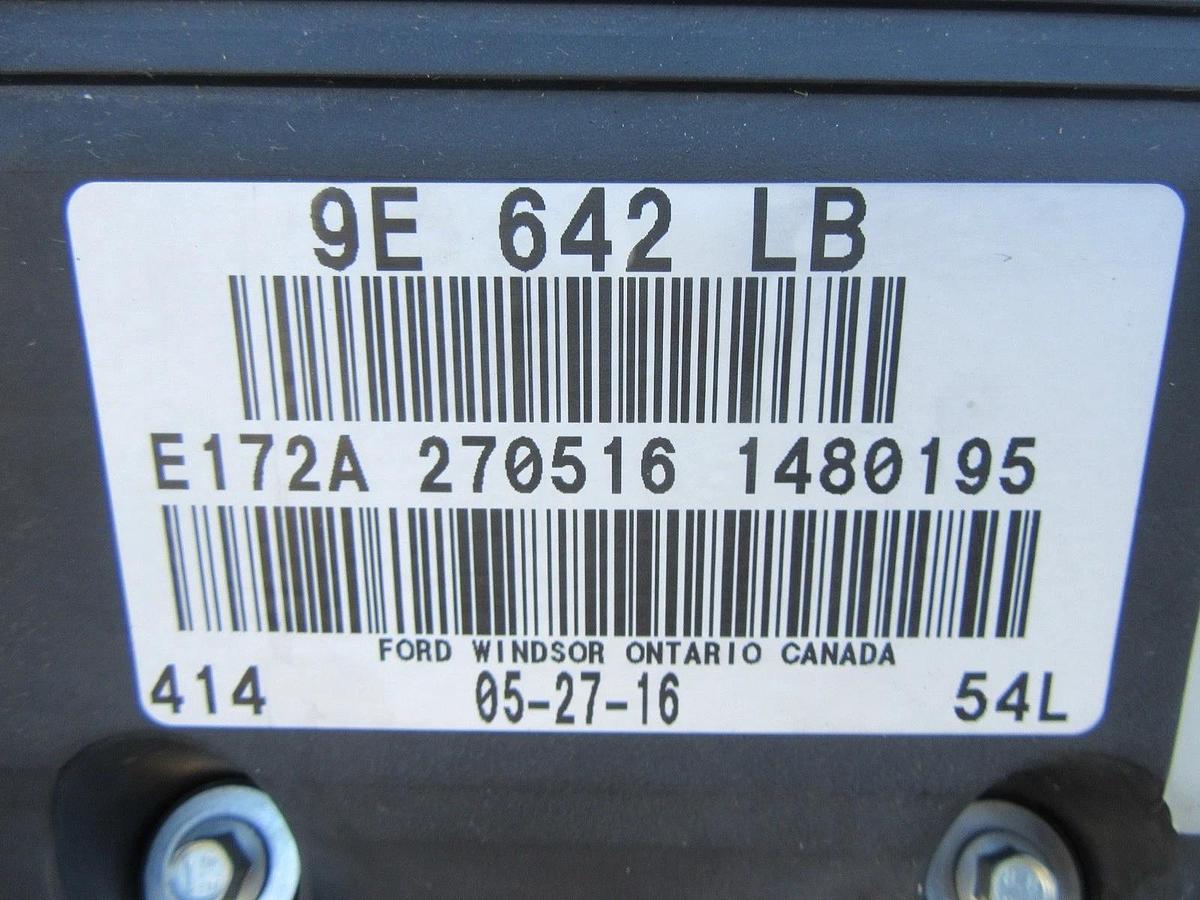 9E 642 LB
E172A 270516 1480195
FORD WINDSOR ONTARIO CANADA
414 05-27-16 54L